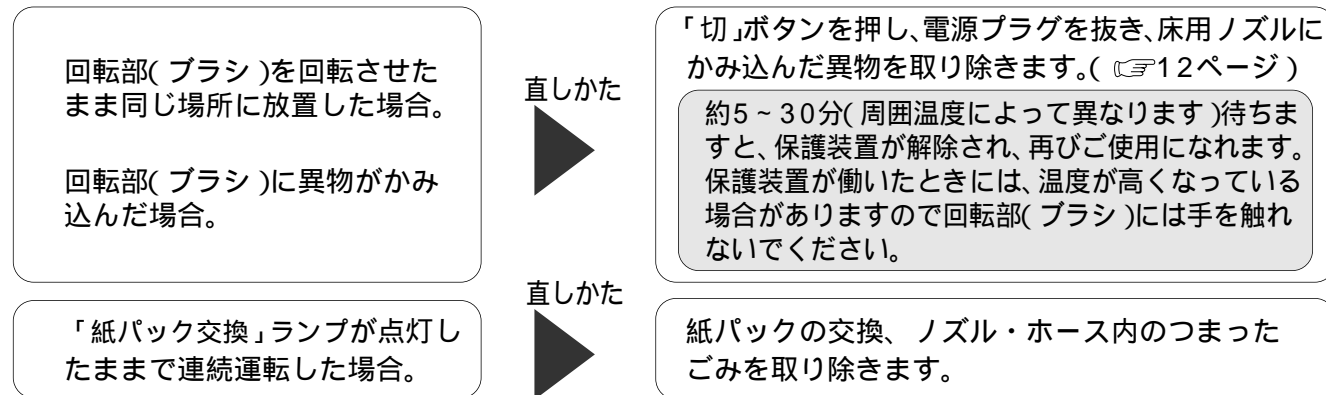 回転部(ブラシ)を回転させた
まま同じ場所に放置した場合。
回転部(ブラシ)に異物がかみ
込んだ場合。
直しかた
「切」ボタンを押し、電源プラグを抜き、床用ノズルに
かみ込んだ異物を取り除きます。(☞12ページ)
約5~30分(周囲温度によって異なります)待ちま
すと、保護装置が解除され、再びご使用になれます。
保護装置が働いたときには、温度が高くなっている
場合がありますので回転部(ブラシ)には手を触れ
ないでください。
「紙パック交換」ランプが点灯し
たままで連続運転した場合。
直しかた
紙パックの交換、ノズル・ホース内のつまった
ごみを取り除きます。